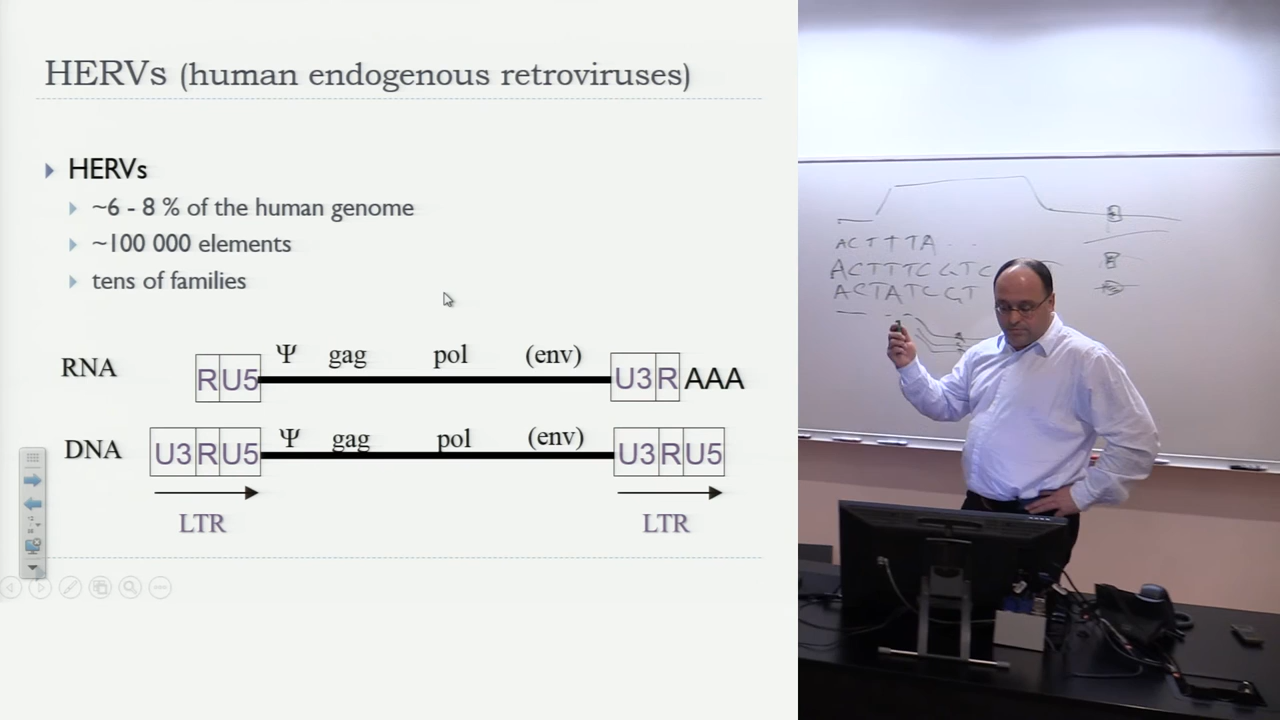 HERVs (human endogenous retroviruses)
HERVs
~6 - 8 % of the human genome
~100 000 elements
tens of families
RNA R U5 Ψ gag pol (env) U3 R AAA
DNA U3 R U5 Ψ gag pol (env) U3 R U5
LTR LTR
ACTTTA . .
ACTTTCGTC T
ACTATCGT